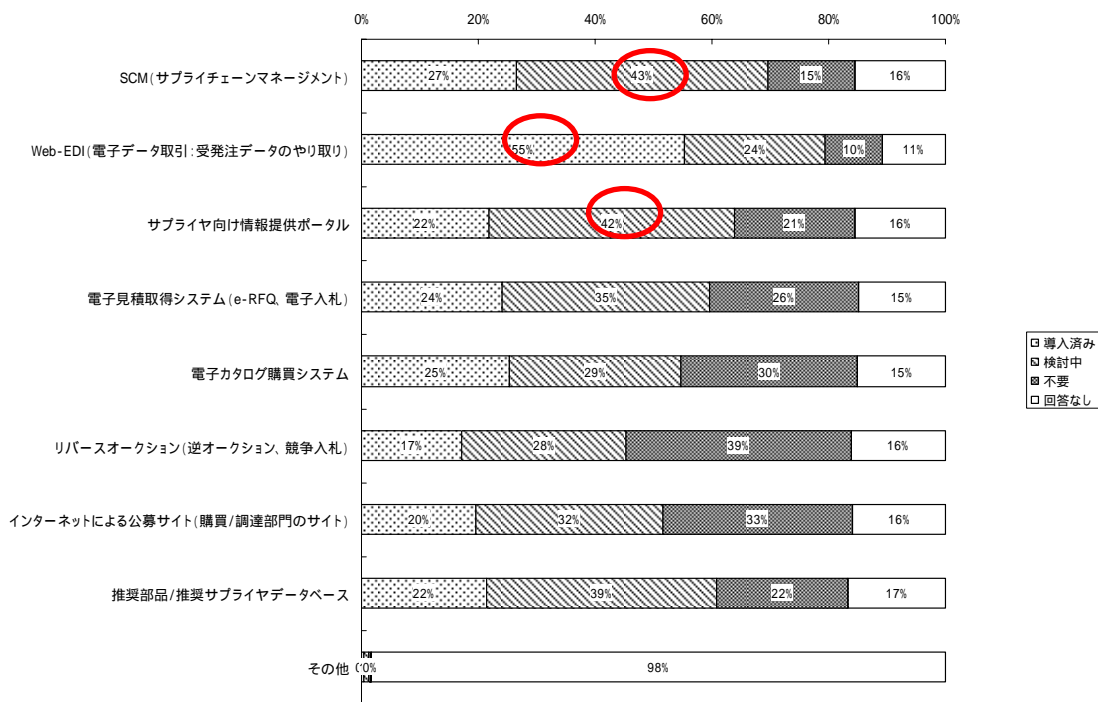 0% 20% 40% 60% 80% 100%
SCM(サプライチェーンマネージメント) 27% 43% 15% 16%
Web-EDI(電子データ取引:受発注データのやり取り) 55% 24% 10% 11%
サプライヤ向け情報提供ポータル 22% 42% 21% 16%
電子見積取得システム(e-RFQ、電子入札) 24% 35% 26% 15%
電子カタログ購買システム 25% 29% 30% 15%
リバースオークション(逆オークション、競争入札) 17% 28% 39% 16%
インターネットによる公募サイト(購買/調達部門のサイト) 20% 32% 33% 16%
推奨部品/推奨サプライヤデータベース 22% 39% 22% 17%
その他 98%
導入済み
検討中
不要
回答なし